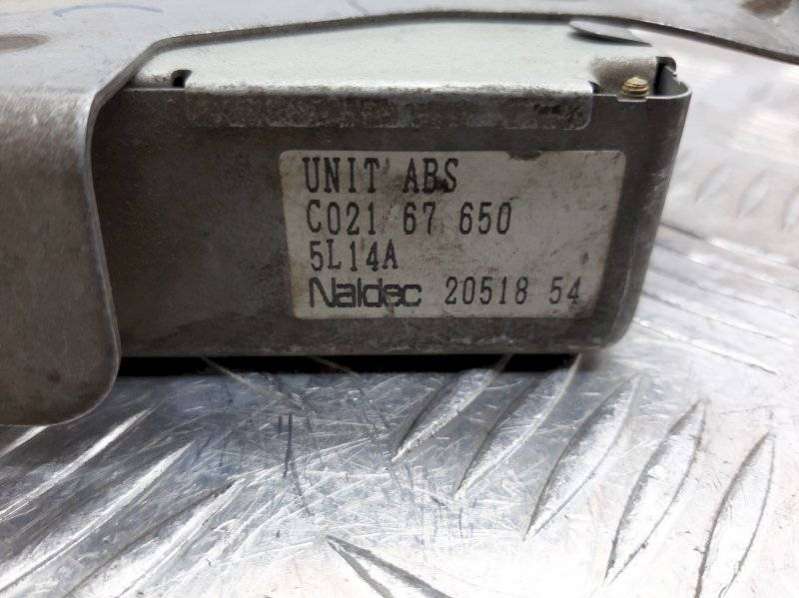 UNIT ABS
C021 67 650
5L14A
Naldec 20518 54